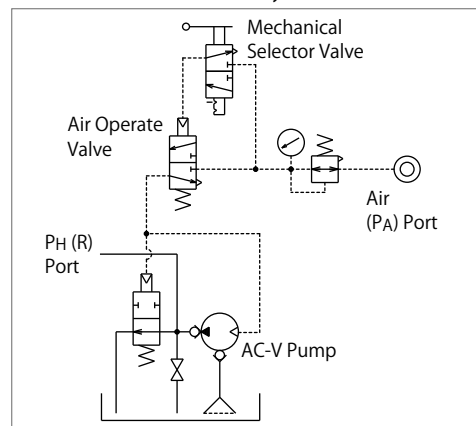 Mechanical
Selector Valve
Air Operate
Valve
Air
(PA) Port
PH (R)
Port
AC-V Pump